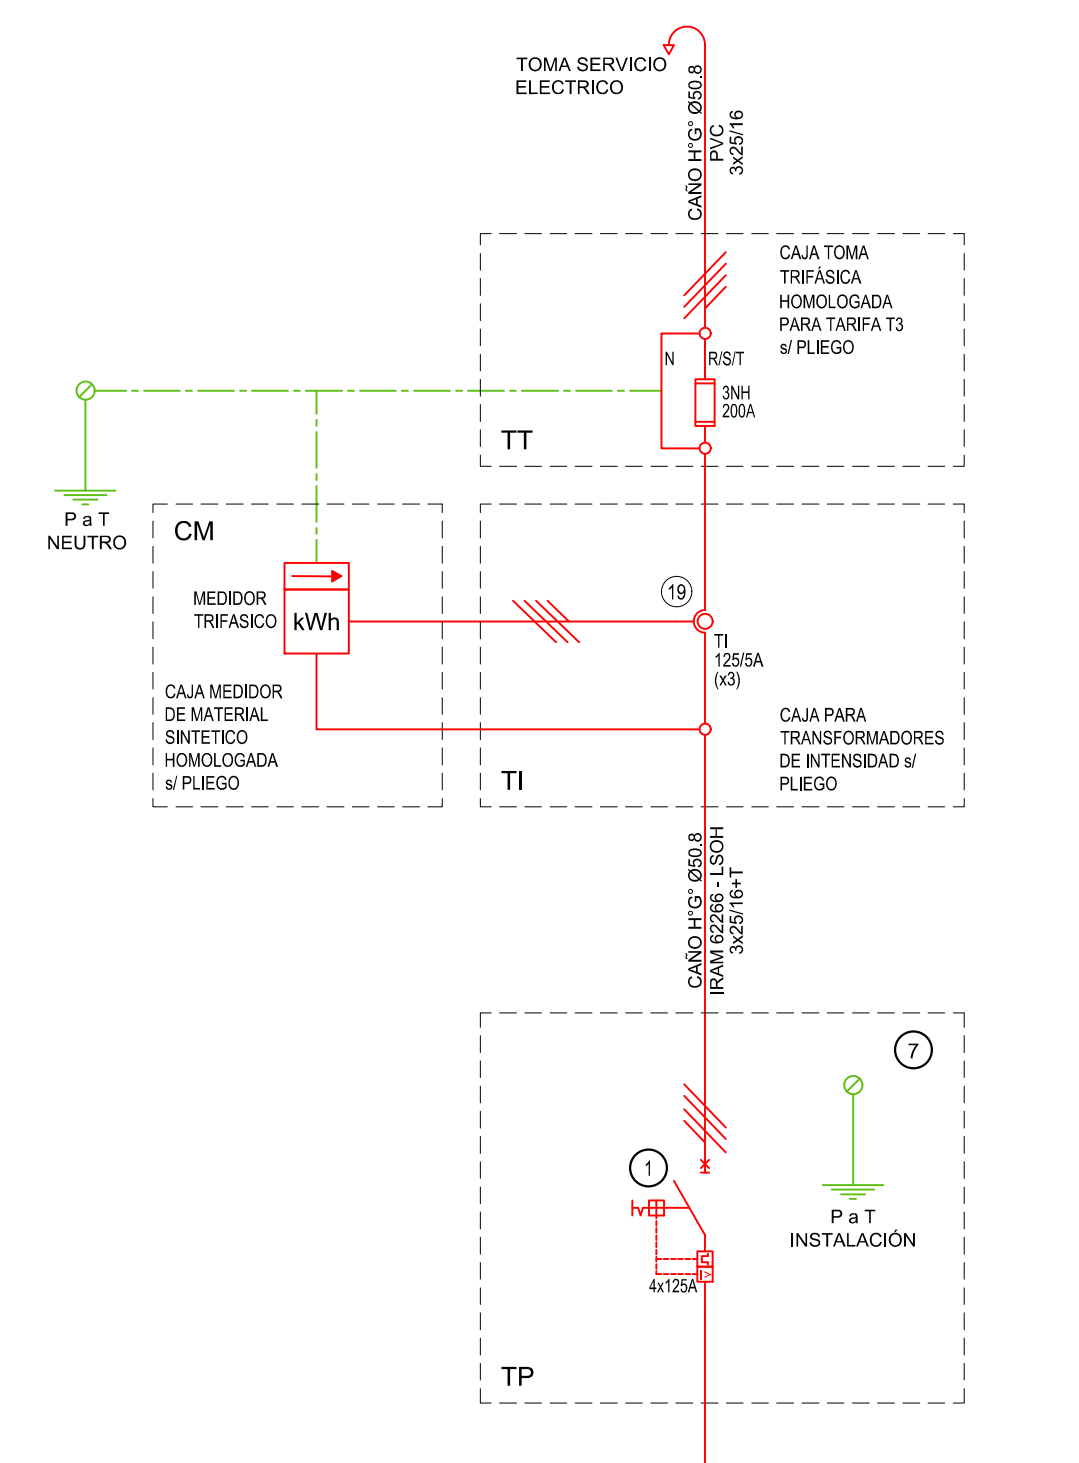 TOMA SERVICIO
ELECTRICO
CAÑO H°G° Ø50.8
PVC
3x25/16
CAJA TOMA
TRIFÁSICA
HOMOLOGADA
PARA TARIFA T3
s/ PLIEGO
N
R/S/T
3NH
200A
TT
P a T
NEUTRO
CM
MEDIDOR
TRIFASICO
kWh
19
TI
125/5A
(x3)
CAJA MEDIDOR
DE MATERIAL
SINTETICO
HOMOLOGADA
s/ PLIEGO
CAJA PARA
TRANSFORMADORES
DE INTENSIDAD s/
PLIEGO
TI
CAÑO H°G° Ø50.8
IRAM 62266 - LSOH
3x25/16+T
7
1
P a T
INSTALACIÓN
I>
4x125A
TP